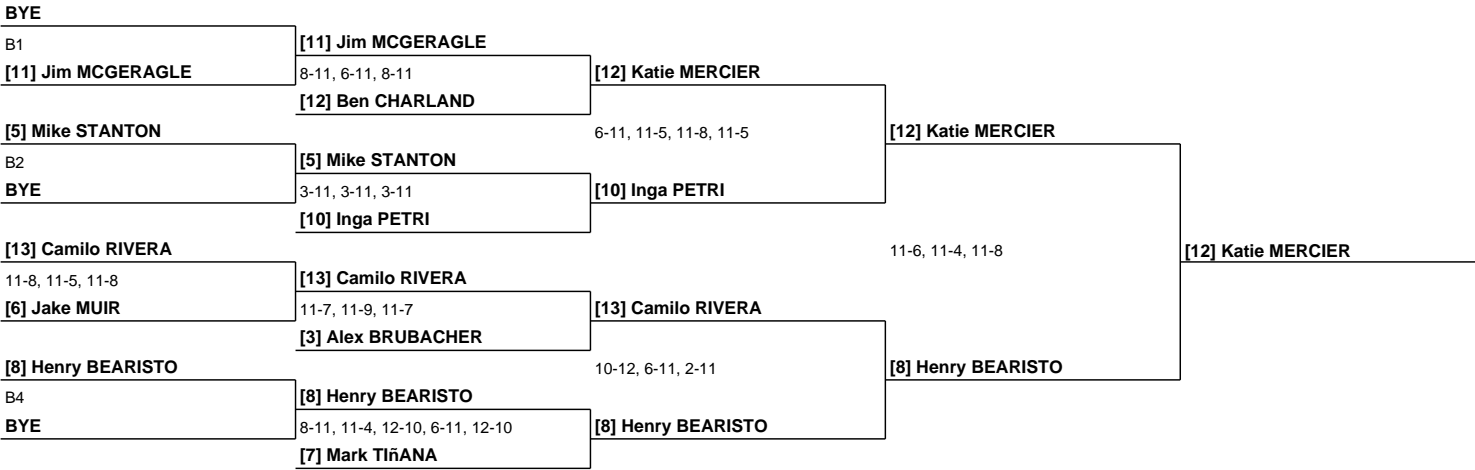 BYE
B1
[11] Jim MCGERAGLE
[5] Mike STANTON
B2
BYE
[13] Camilo RIVERA
11-8, 11-5, 11-8
[6] Jake MUIR
[8] Henry BEARISTO
B4
BYE
[11] Jim MCGERAGLE
8-11, 6-11, 8-11
[12] Ben CHARLAND
[5] Mike STANTON
3-11, 3-11, 3-11
[10] Inga PETRI
[13] Camilo RIVERA
11-7, 11-9, 11-7
[3] Alex BRUBACHER
[8] Henry BEARISTO
8-11, 11-4, 12-10, 6-11, 12-10
[7] Mark TIñANA
[12] Katie MERCIER
6-11, 11-5, 11-8, 11-5
[10] Inga PETRI
[13] Camilo RIVERA
10-12, 6-11, 2-11
[8] Henry BEARISTO
[12] Katie MERCIER
11-6, 11-4, 11-8
[8] Henry BEARISTO
[12] Katie MERCIER